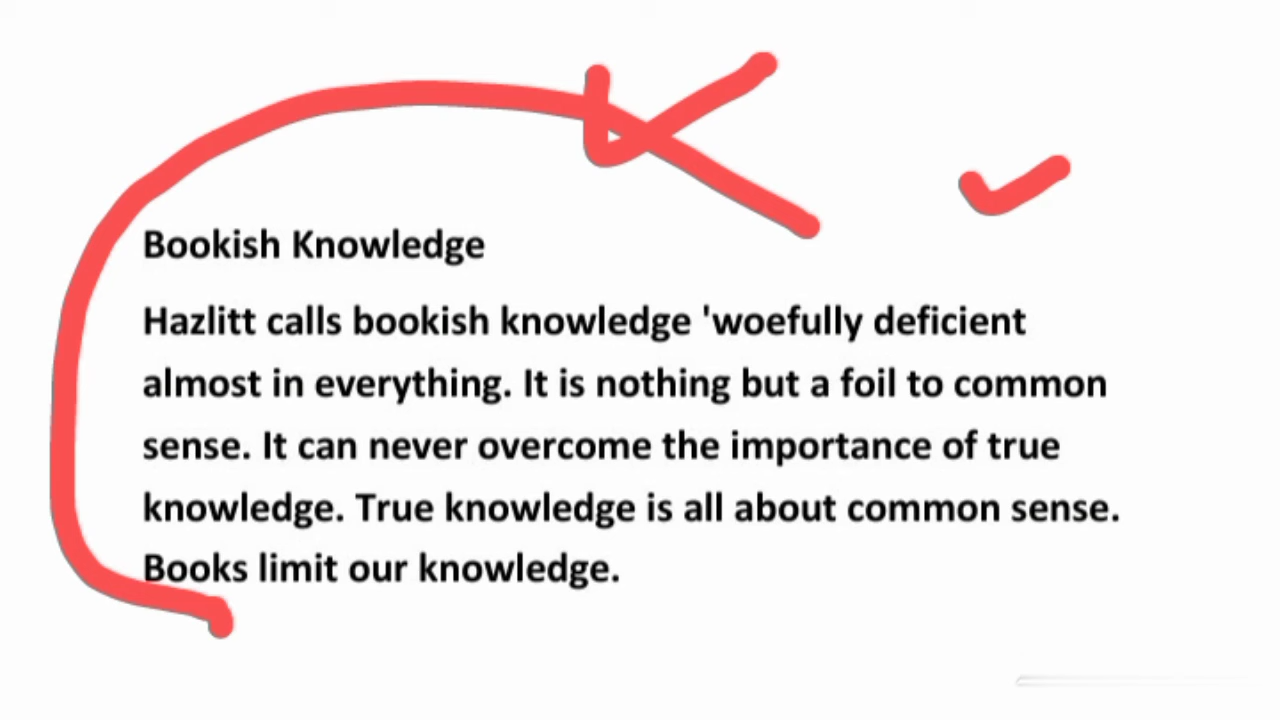 Bookish Knowledge
Hazlitt calls bookish knowledge 'woefully deficient
almost in everything. It is nothing but a foil to common
sense. It can never overcome the importance of true
knowledge. True knowledge is all about common sense.
Books limit our knowledge.